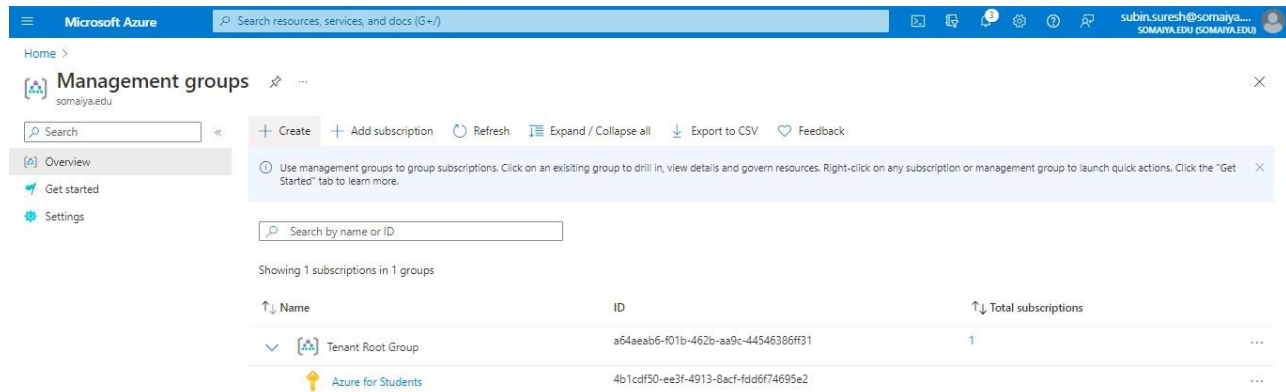 Microsoft Azure
Search resources, services, and docs (G+/)
3
subin.suresh@somaiya....
SOMAIYA.EDU (SOMAIYA.EDU)
Home >
Management groups
somaiya.edu
Search
Overview
Get started
Settings
+ Create + Add subscription Refresh Expand / Collapse all Export to CSV Feedback
Use management groups to group subscriptions. Click on an exisiting group to drill in, view details and govern resources. Right-click on any subscription or management group to launch quick actions. Click the "Get
Started" tab to learn more.
Search by name or ID
Showing 1 subscriptions in 1 groups
Name ID Total subscriptions
Tenant Root Group a64aeab6-f01b-462b-aa9c-44546386ff31 1
Azure for Students 4b1cdf50-ee3f-4913-8acf-fdd6f74695e2